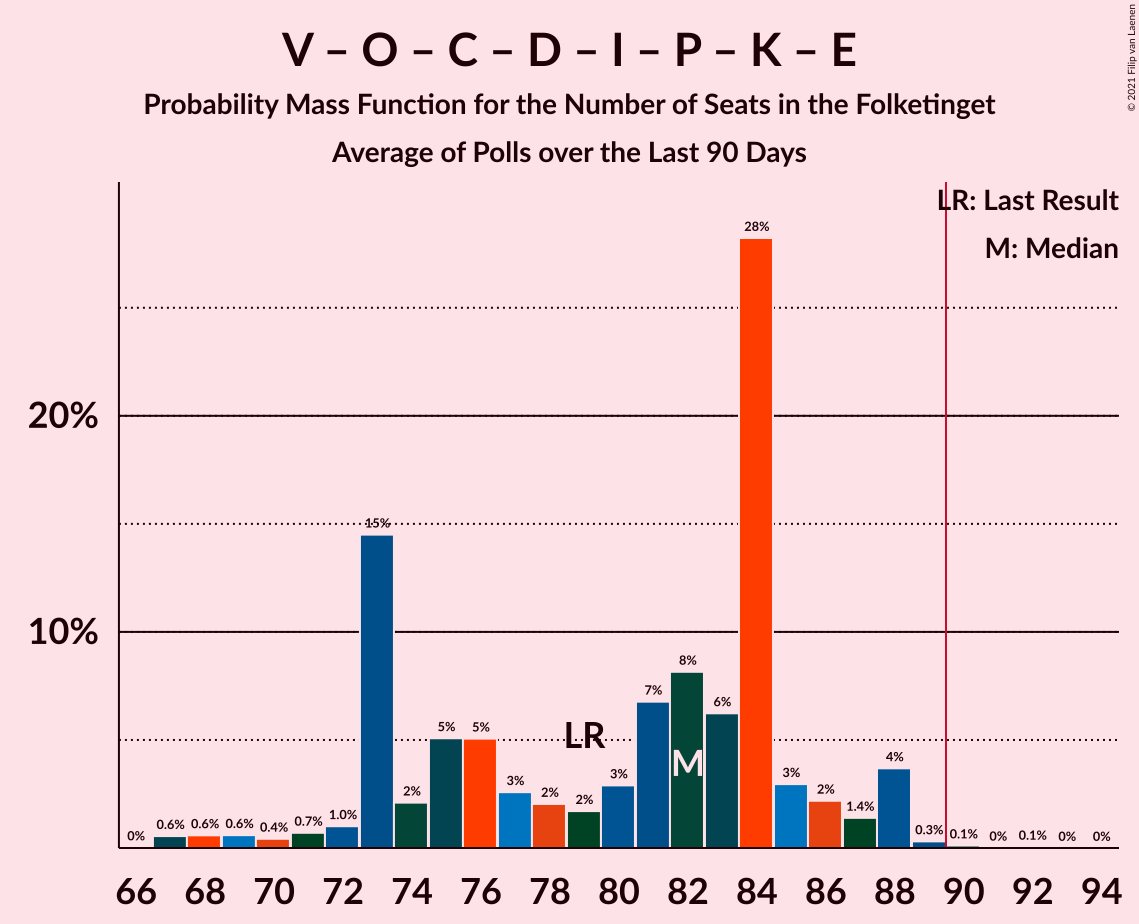 V – O – C – D – I – P – K – E
Probability Mass Function for the Number of Seats in the Folketinget
Average of Polls over the Last 90 Days
© 2021 Filip van Laenen
LR: Last Result
M: Median
20%
10%
0% 0.6% 0.6% 0.6% 0.4% 0.7% 1.0% 15% 2% 5% 5% 3% 2% 2% 3% 7% 8% 6% 28% 3% 2% 1.4% 4% 0.3% 0.1% 0% 0.1% 0% 0%
LR
M
66 68 70 72 74 76 78 80 82 84 86 88 90 92 94